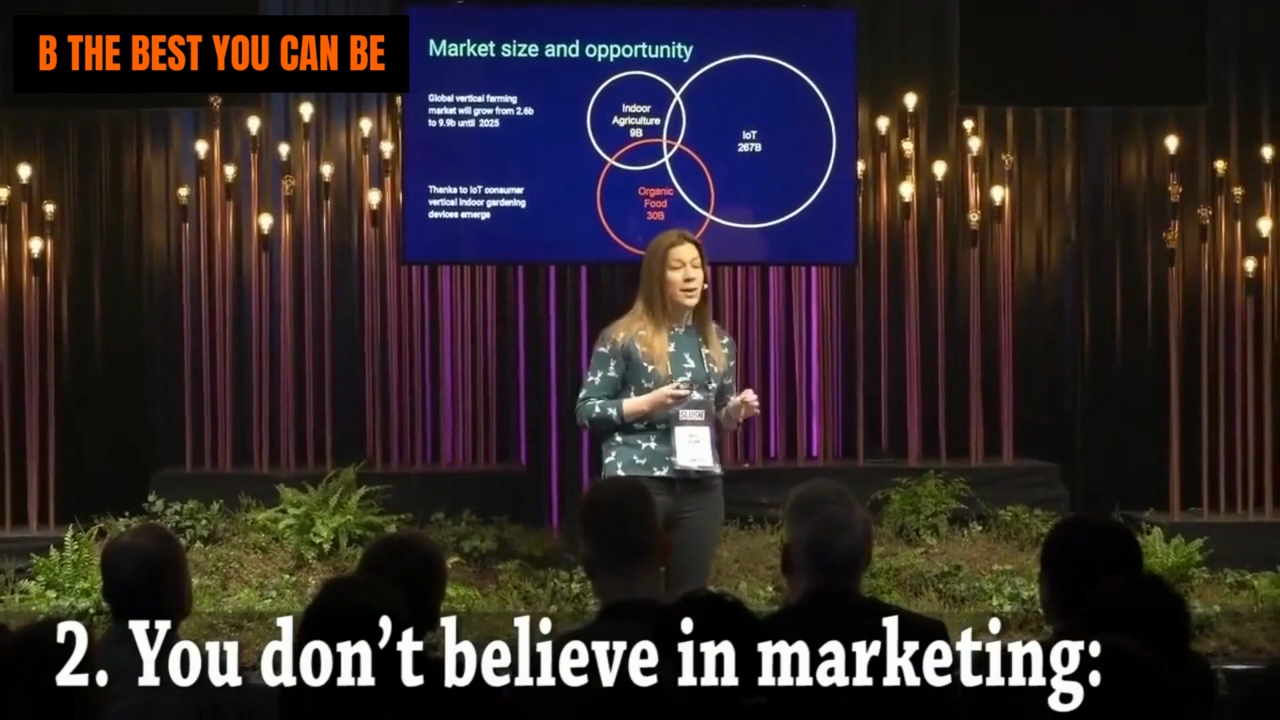 B THE BEST YOU CAN BE
Market size and opportunity
Global vertical farming
market will grow from 2.6b
to 9.9b until 2025
Thanks to IoT consumer
vertical indoor gardening
devices emerge
Indoor
Agriculture
9B
IoT
267B
Organic
Food
30B
SLUSH
2. You don't believe in marketing: